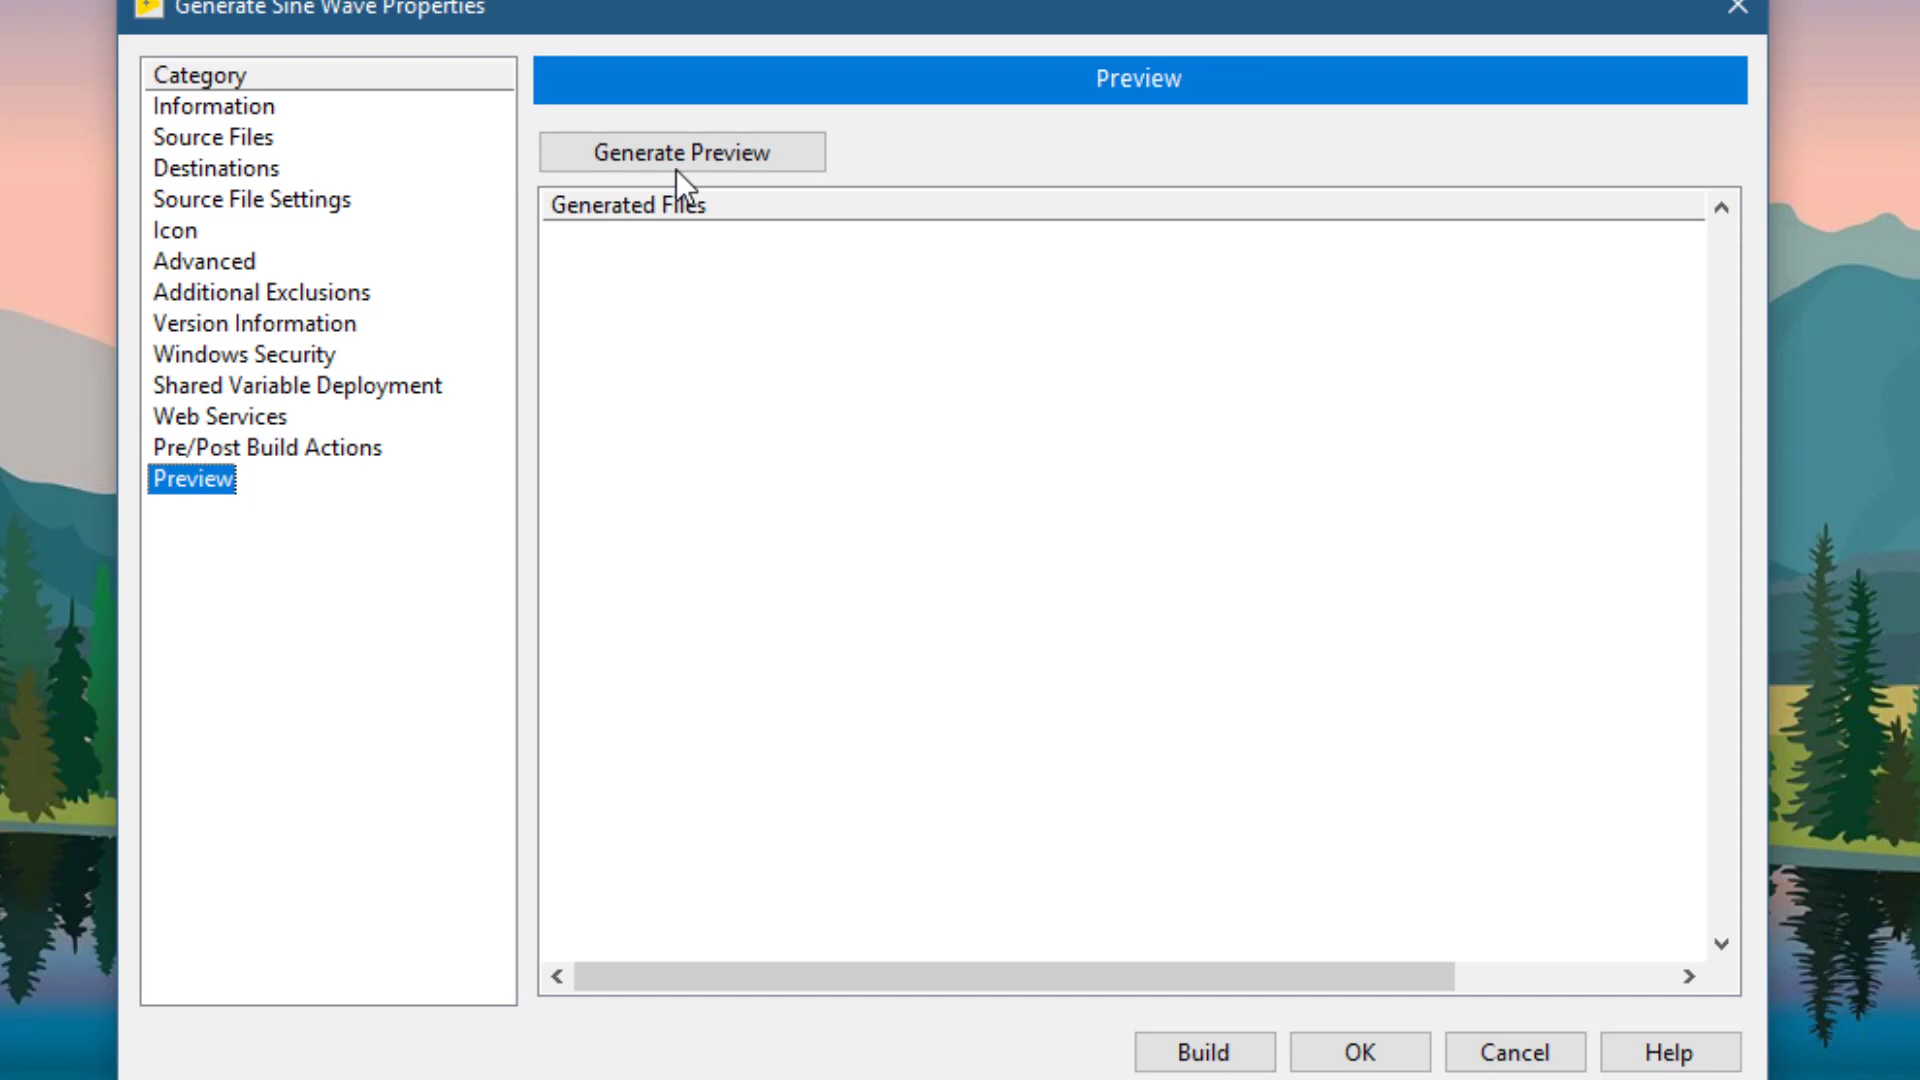 Generate Sine Wave Properties
Category
Information
Source Files
Destinations
Source File Settings
Icon
Advanced
Additional Exclusions
Version Information
Windows Security
Shared Variable Deployment
Web Services
Pre/Post Build Actions
Preview
Preview
Generate Preview
Generated Files
Build
OK
Cancel
Help